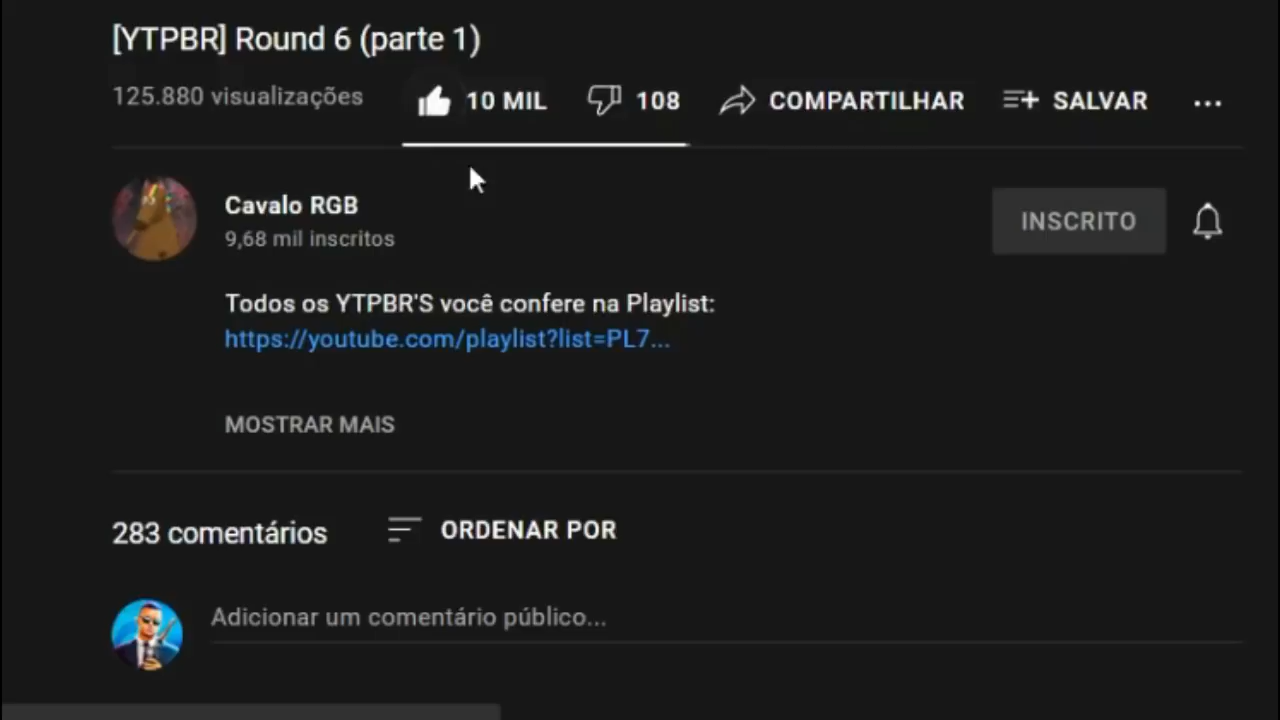 [YTPBR] Round 6 (parte 1)
125.880 visualizações 10 MIL 108 COMPARTILHAR SALVAR ...
Cavalo RGB
9,68 mil inscritos
INSCRITO
Todos os YTPBR'S você confere na Playlist:
https://youtube.com/playlist?list=PL7...
MOSTRAR MAIS
283 comentários ORDENAR POR
Adicionar um comentário público...